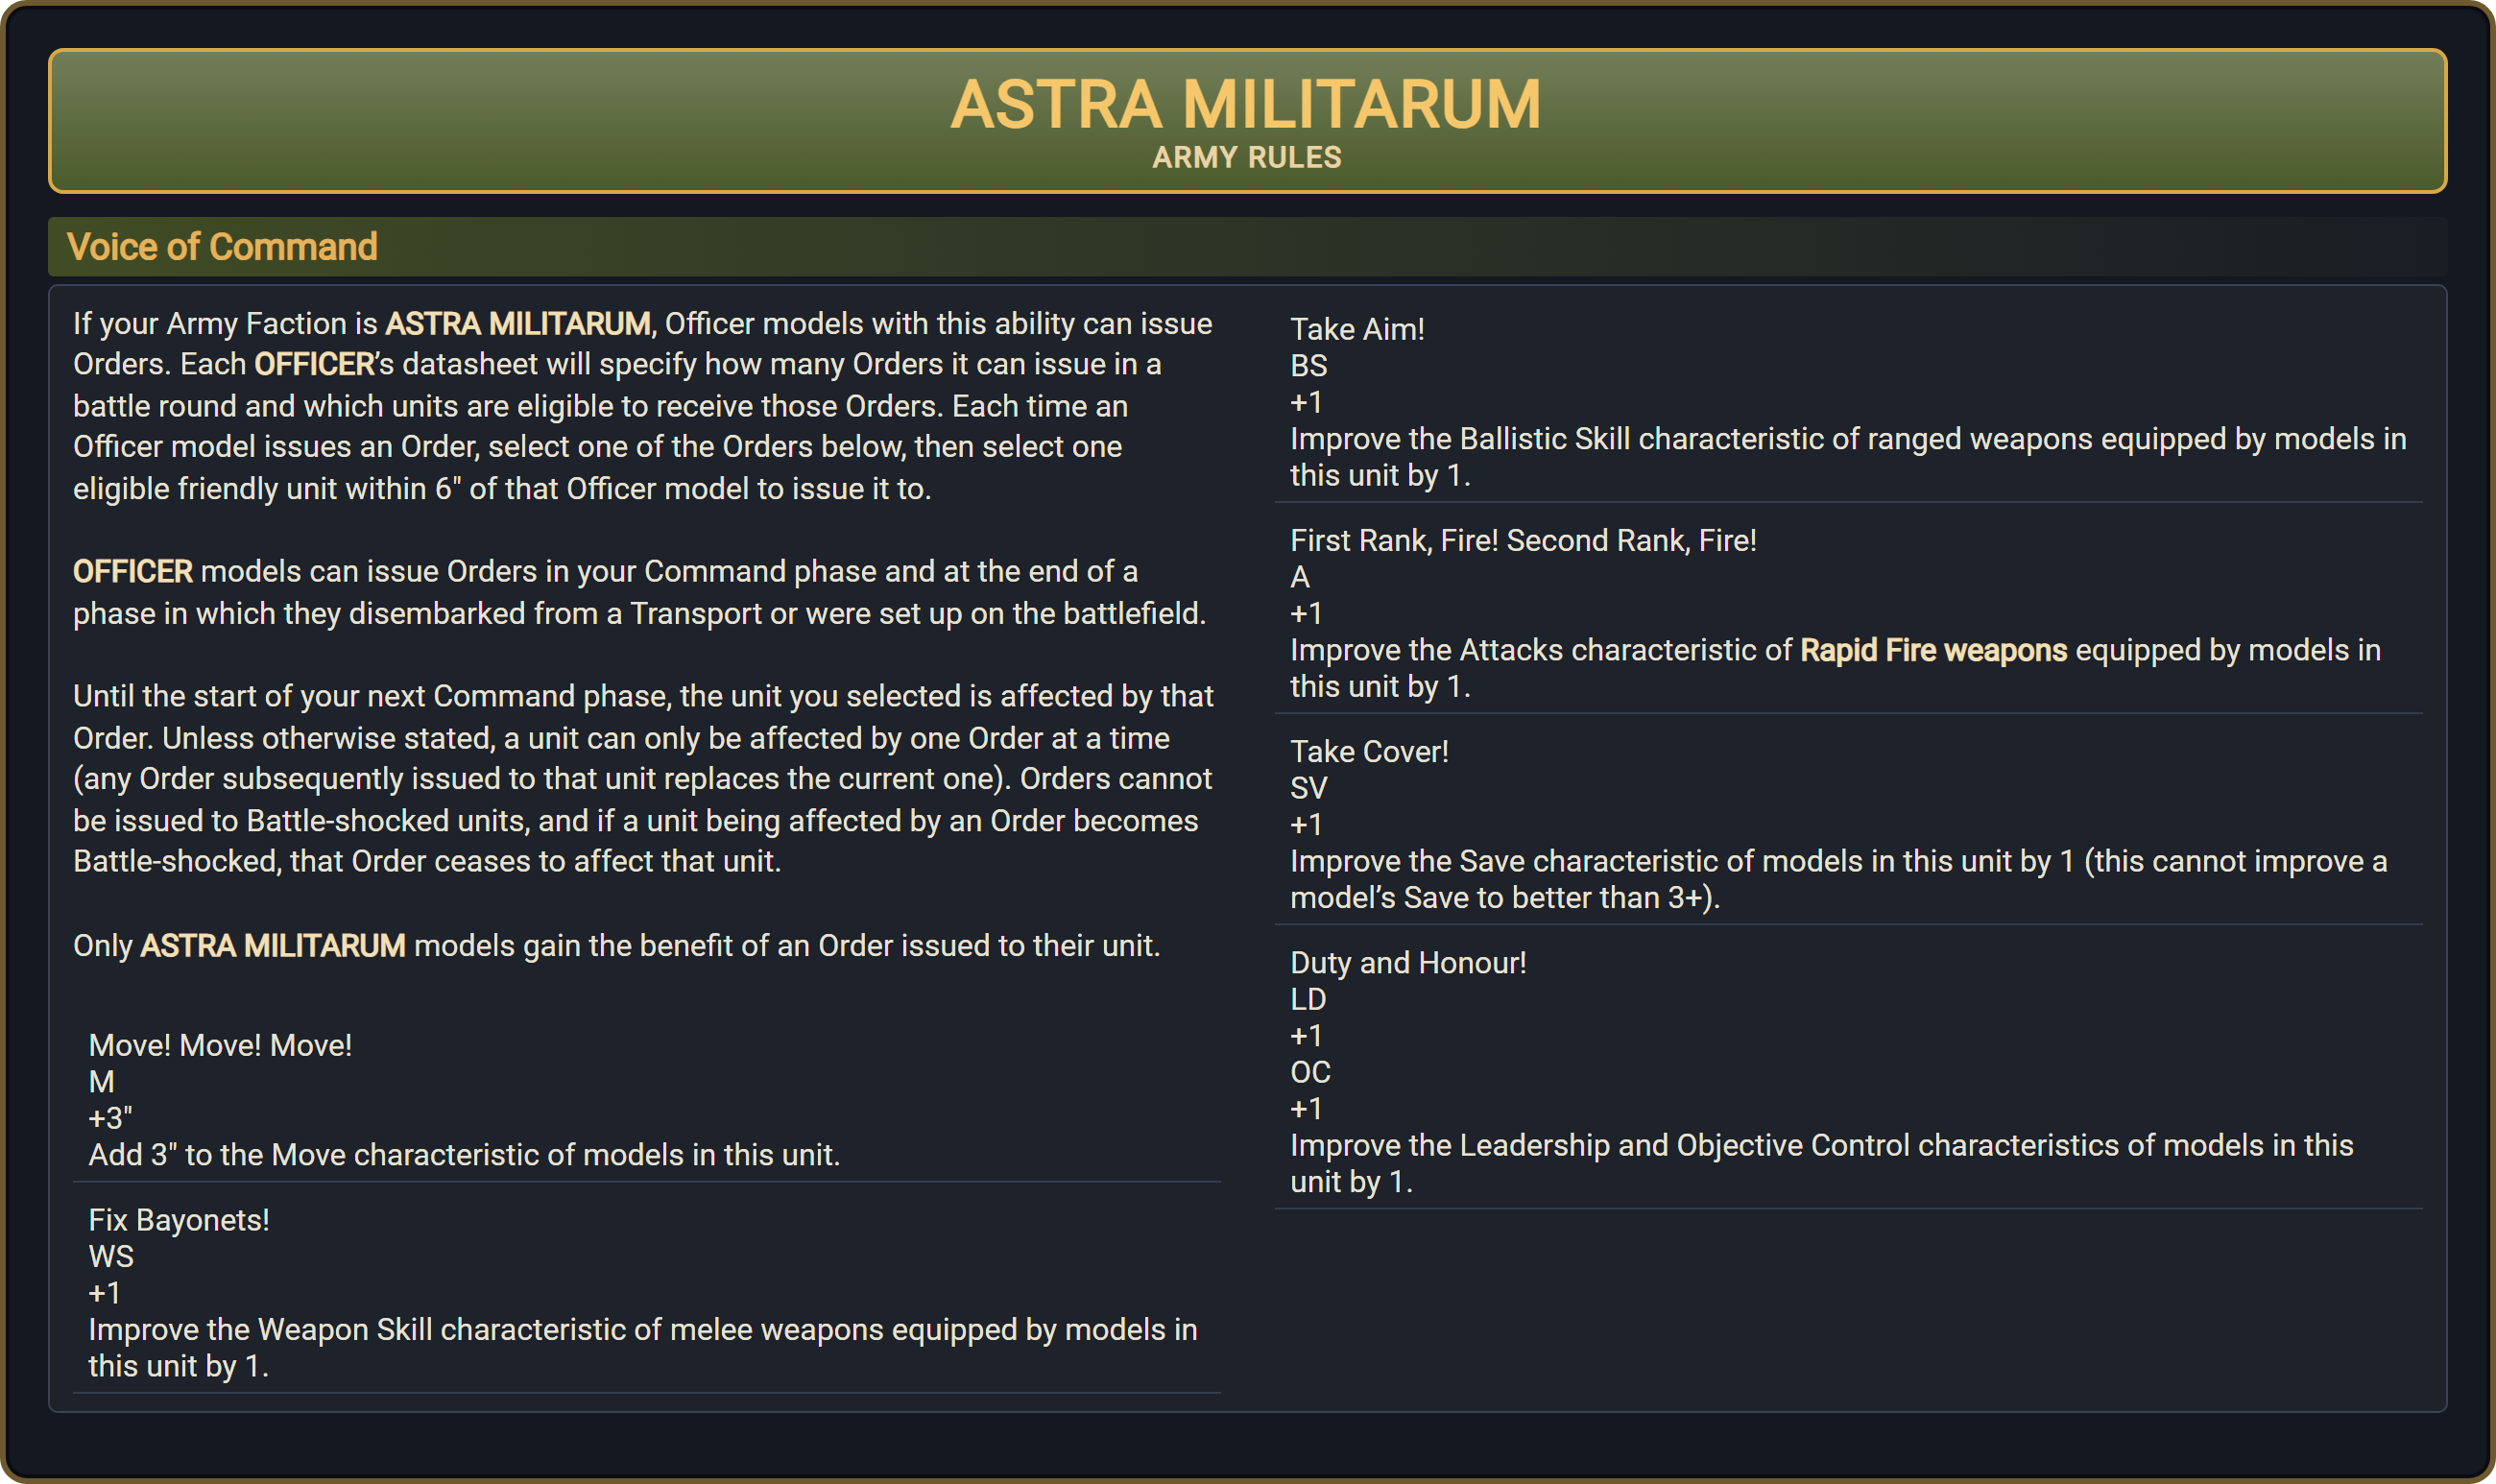 ASTRA MILITARUM
ARMY RULES
Voice of Command
If your Army Faction is ASTRA MILITARUM, Officer models with this ability can issue
Orders. Each OFFICER’s datasheet will specify how many Orders it can issue in a
battle round and which units are eligible to receive those Orders. Each time an
Officer model issues an Order, select one of the Orders below, then select one
eligible friendly unit within 6" of that Officer model to issue it to.
OFFICER models can issue Orders in your Command phase and at the end of a
phase in which they disembarked from a Transport or were set up on the battlefield.
Until the start of your next Command phase, the unit you selected is affected by that
Order. Unless otherwise stated, a unit can only be affected by one Order at a time
(any Order subsequently issued to that unit replaces the current one). Orders cannot
be issued to Battle-shocked units, and if a unit being affected by an Order becomes
Battle-shocked, that Order ceases to affect that unit.
Only ASTRA MILITARUM models gain the benefit of an Order issued to their unit.
Move! Move! Move!
M
+3"
Add 3" to the Move characteristic of models in this unit.
Fix Bayonets!
WS
+1
Improve the Weapon Skill characteristic of melee weapons equipped by models in
this unit by 1.
Take Aim!
BS
+1
Improve the Ballistic Skill characteristic of ranged weapons equipped by models in
this unit by 1.
First Rank, Fire! Second Rank, Fire!
A
+1
Improve the Attacks characteristic of Rapid Fire weapons equipped by models in
this unit by 1.
Take Cover!
SV
+1
Improve the Save characteristic of models in this unit by 1 (this cannot improve a
model’s Save to better than 3+).
Duty and Honour!
LD
+1
OC
+1
Improve the Leadership and Objective Control characteristics of models in this
unit by 1.